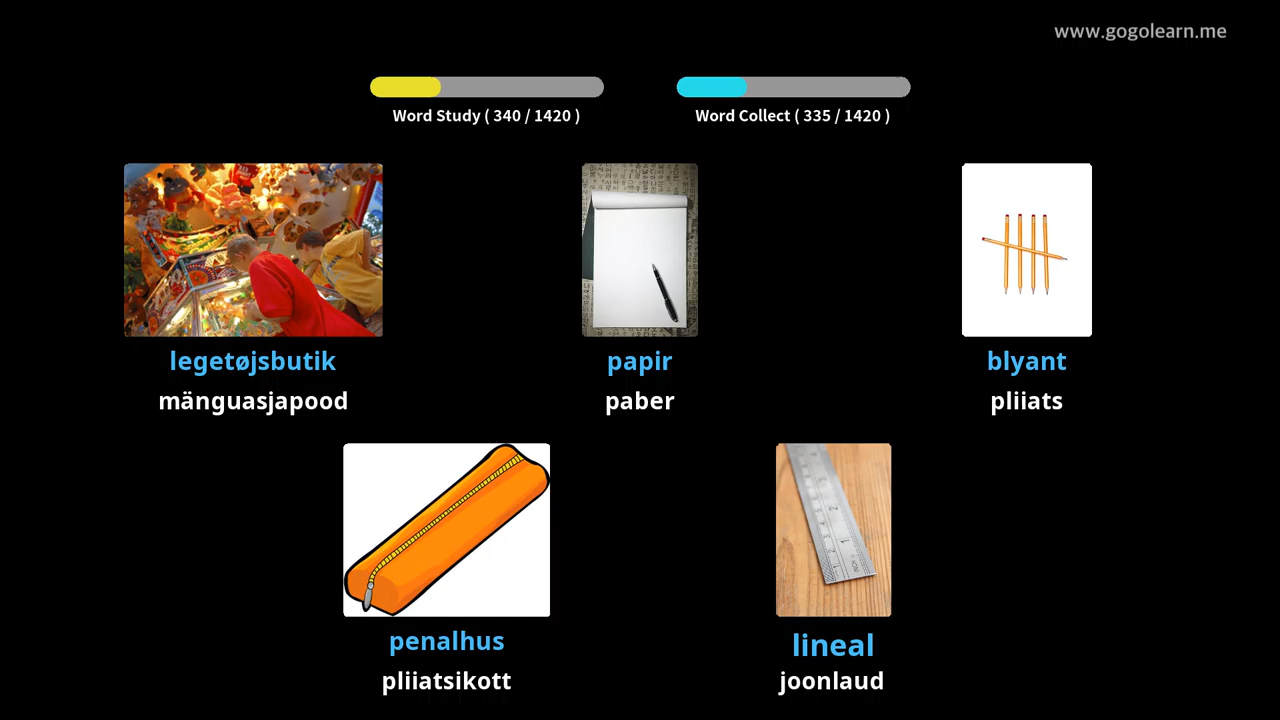 www.gogolearn.me
Word Study ( 340 / 1420 )
Word Collect ( 335 / 1420 )
legetøjsbutik
mänguasjapood
papir
paber
blyant
pliiats
penalhus
pliiatsikott
lineal
joonlaud